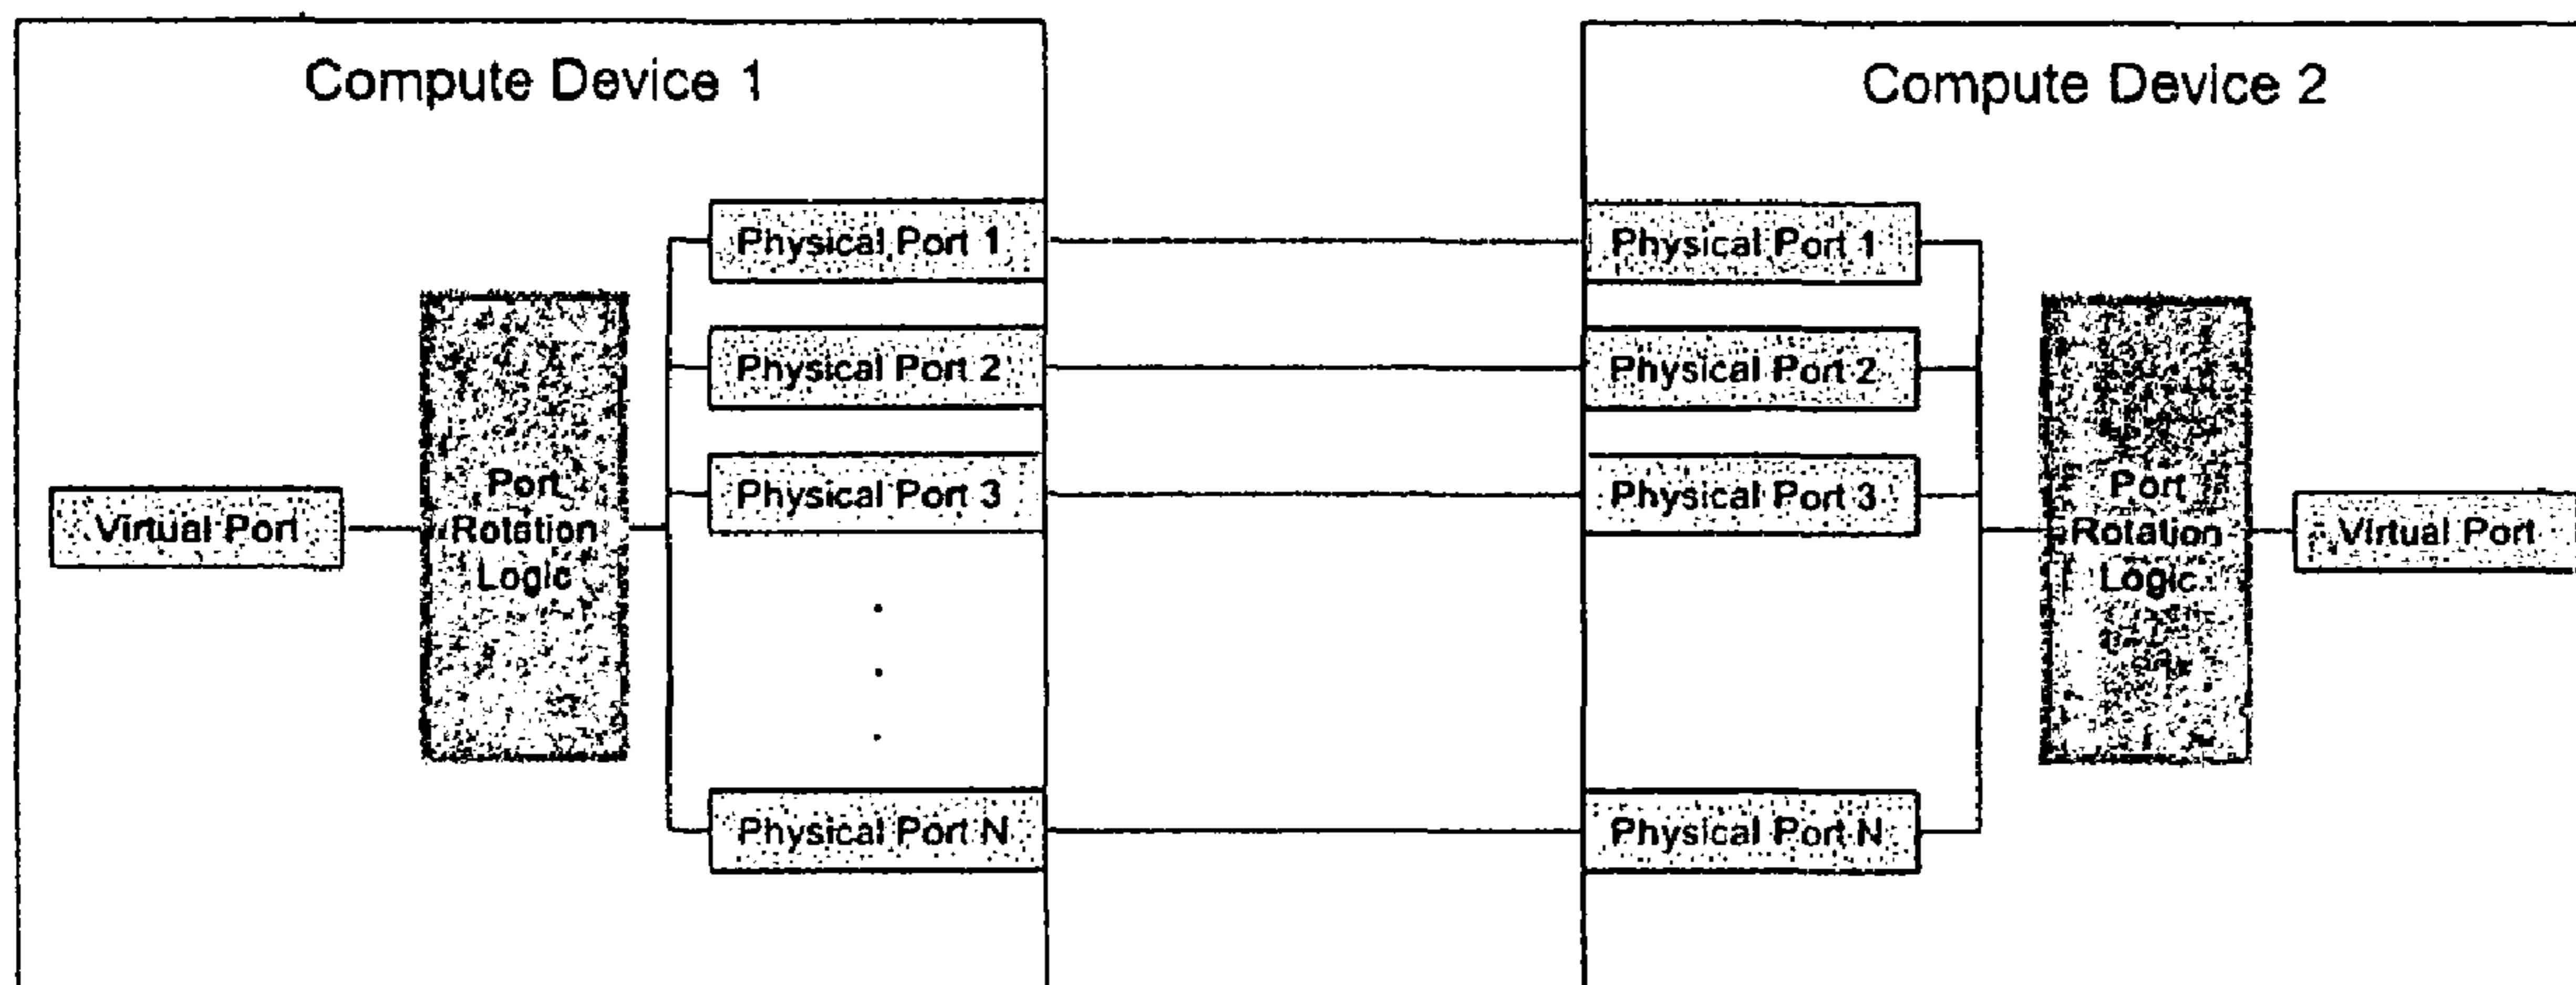 Compute Device 1
Compute Device 2
Physical Port 1
Physical Port 2
Physical Port 3
Physical Port N
Virtual Port
Port
Rotation
Logic
Physical Port 1
Physical Port 2
Physical Port 3
Physical Port N
Port
Rotation
Logic
Virtual Port